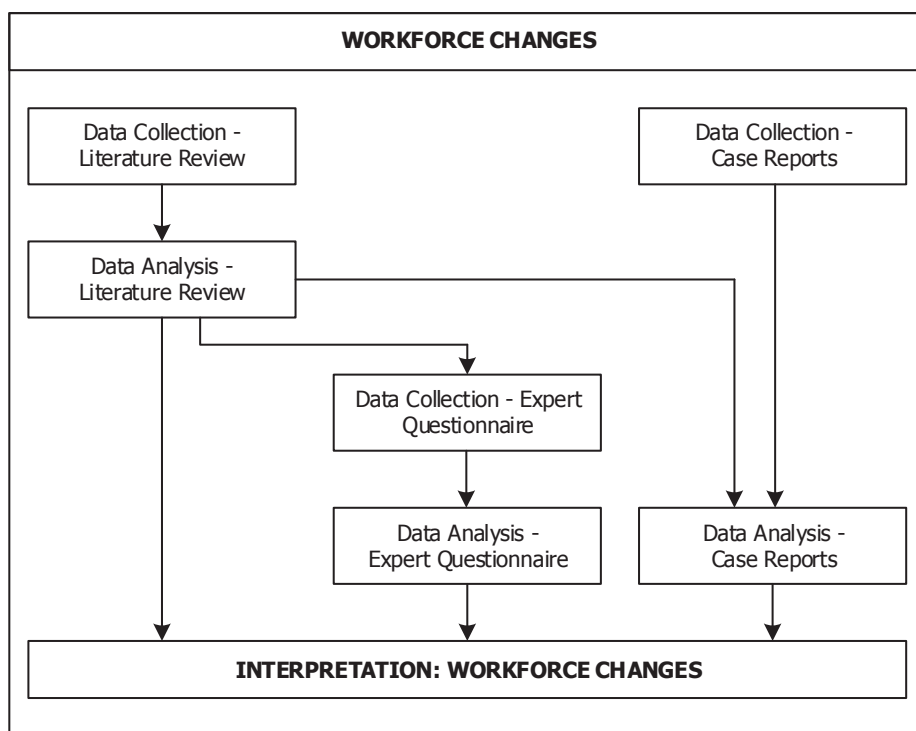 WORKFORCE CHANGES
Data Collection -
Literature Review
Data Collection -
Case Reports
Data Analysis -
Literature Review
Data Collection - Expert
Questionnaire
Data Analysis -
Expert Questionnaire
Data Analysis -
Case Reports
INTERPRETATION: WORKFORCE CHANGES